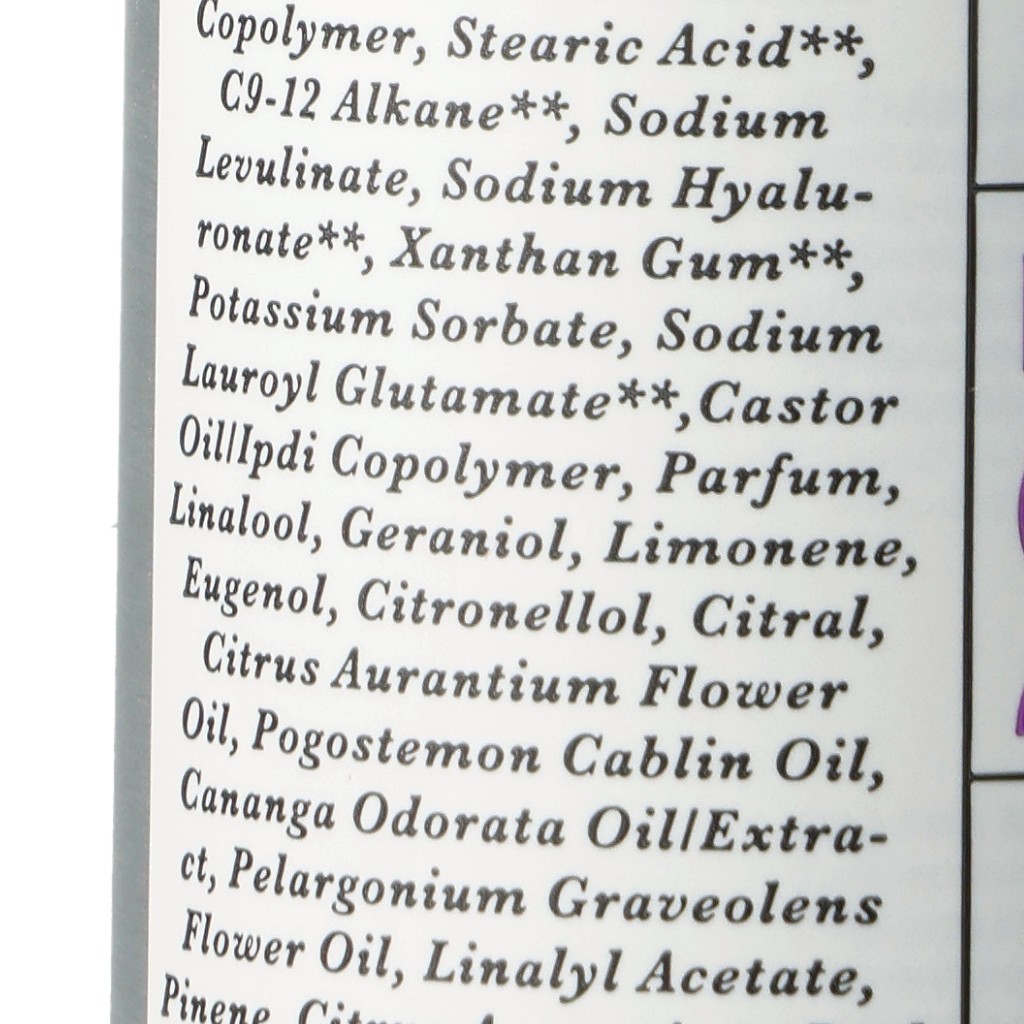 Copolymer, Stearic Acid**,
C9-12 Alkane**, Sodium
Levulinate, Sodium Hyalu-
ronate**, Xanthan Gum**,
Potassium Sorbate, Sodium
Lauroyl Glutamate**,Castor
Oil/Ipdi Copolymer, Parfum,
Linalool, Geraniol, Limonene,
Eugenol, Citronellol, Citral,
Citrus Aurantium Flower
Oil, Pogostemon Cablin Oil,
Cananga Odorata Oil/Extra-
ct, Pelargonium Graveolens
Flower Oil, Linalyl Acetate,
Pinene,